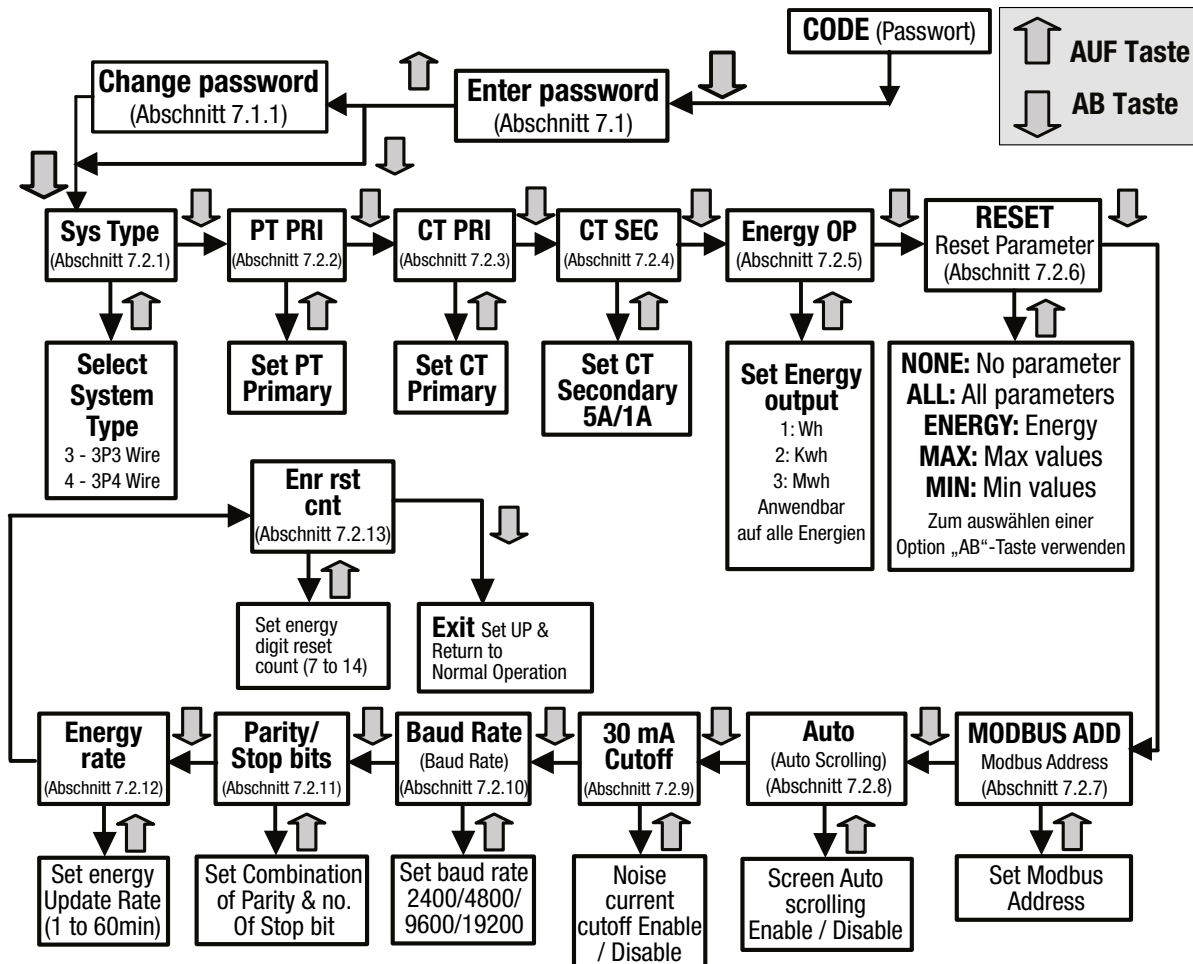 CODE (Passwort)
AUF Taste
AB Taste
Change password
(Abschnitt 7.1.1)
Enter password
(Abschnitt 7.1)
Sys Type
(Abschnitt 7.2.1)
PT PRI
(Abschnitt 7.2.2)
CT PRI
(Abschnitt 7.2.3)
CT SEC
(Abschnitt 7.2.4)
Energy OP
(Abschnitt 7.2.5)
RESET
Reset Parameter
(Abschnitt 7.2.6)
Select
System
Type
3 - 3P3 Wire
4 - 3P4 Wire
Set PT
Primary
Set CT
Primary
Set CT
Secondary
5A/1A
Set Energy
output
1: Wh
2: Kwh
3: Mwh
Anwendbar
auf alle Energien
NONE: No parameter
ALL: All parameters
ENERGY: Energy
MAX: Max values
MIN: Min values
Zum auswählen einer
Option „AB“-Taste verwenden
Enr rst
cnt
(Abschnitt 7.2.13)
Set energy
digit reset
count (7 to 14)
Exit Set UP &
Return to
Normal Operation
Energy
rate
(Abschnitt 7.2.12)
Parity/
Stop bits
(Abschnitt 7.2.11)
Baud Rate
(Baud Rate)
(Abschnitt 7.2.10)
30 mA
Cutoff
(Abschnitt 7.2.9)
Auto
(Auto Scrolling)
(Abschnitt 7.2.8)
MODBUS ADD
Modbus Address
(Abschnitt 7.2.7)
Set energy
Update Rate
(1 to 60min)
Set Combination
of Parity & no.
Of Stop bit
Set baud rate
2400/4800/
9600/19200
Noise
current
cutoff Enable
/ Disable
Screen Auto
scrolling
Enable / Disable
Set Modbus
Address